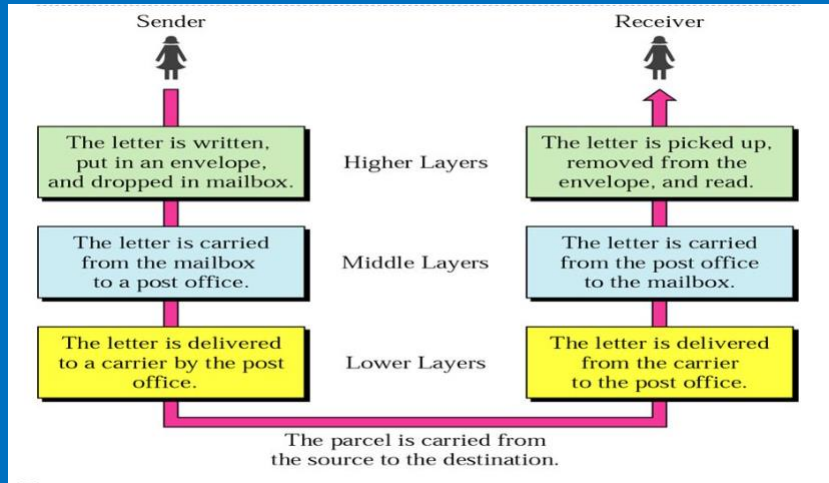 Sender
Receiver
The letter is written,
put in an envelope,
and dropped in mailbox.
Higher Layers
The letter is picked up,
removed from the
envelope, and read.
The letter is carried
from the mailbox
to a post office.
Middle Layers
The letter is carried
from the post office
to the mailbox.
The letter is delivered
to a carrier by the post
office.
Lower Layers
The letter is delivered
from the carrier
to the post office.
The parcel is carried from
the source to the destination.